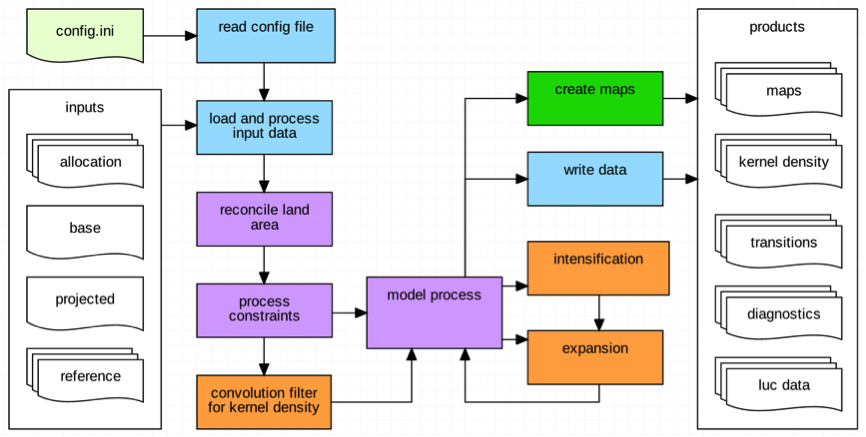 config.ini
read config file
inputs
load and process
input data
allocation
base
projected
reference
reconcile land
area
process
constraints
convolution filter
for kernel density
model process
create maps
write data
intensification
expansion
products
maps
kernel density
transitions
diagnostics
luc data